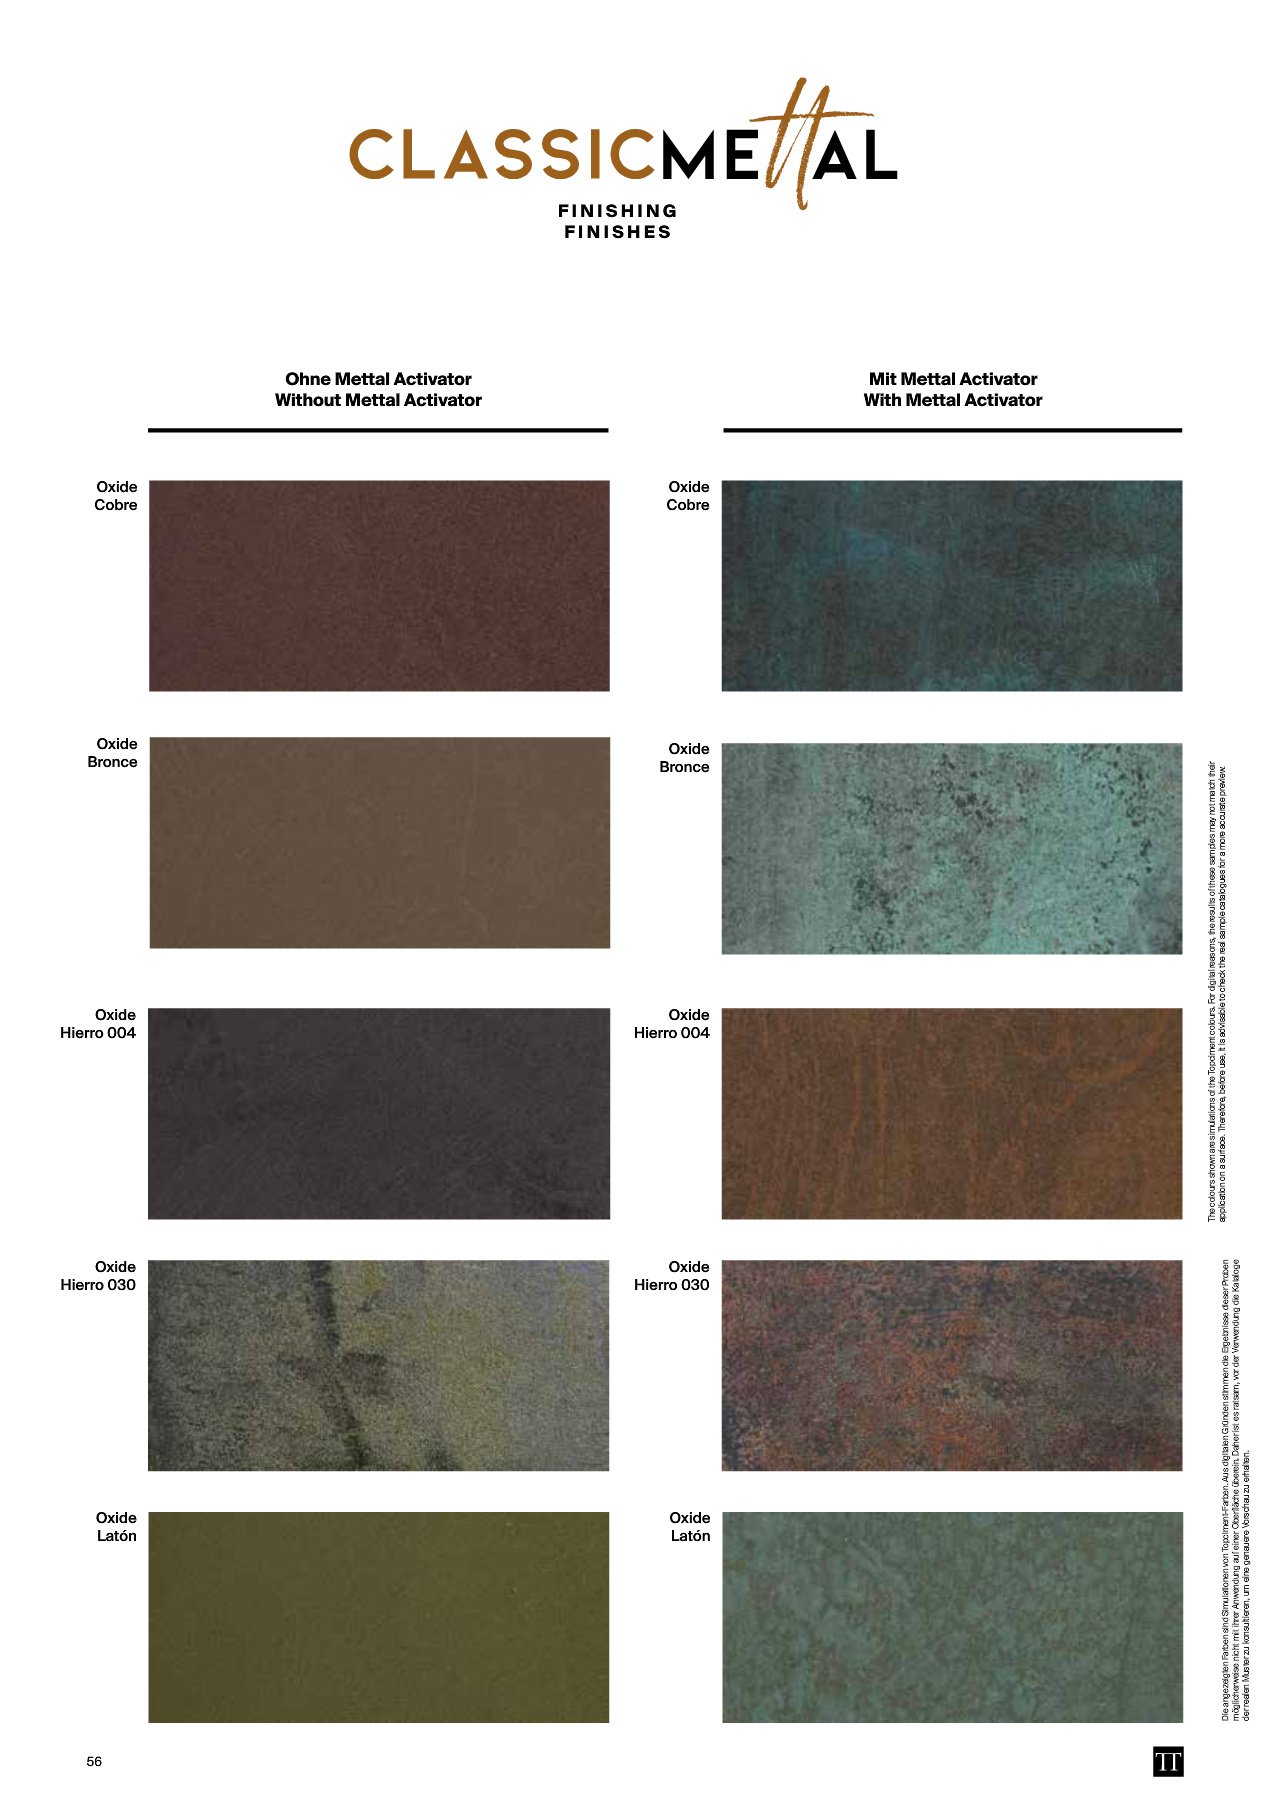 CLASSICMETTAL
FINISHING
FINISHES
Ohne Mettal Activator
Without Mettal Activator
Mit Mettal Activator
With Mettal Activator
Oxide
Cobre
Oxide
Cobre
Oxide
Bronce
Oxide
Bronce
Oxide
Hierro 004
Oxide
Hierro 004
Oxide
Hierro 030
Oxide
Hierro 030
Oxide
Latón
Oxide
Latón
The colours shown are simulations of the Topciment colours. For digital reasons, the results of these samples may not match their
application on a surface. Therefore, before use, it is advisable to check the real sample catalogues for a more accurate preview.
Die angezeigten Farben sind Simulationen von Topciment-Farben. Aus digitalen Gründen stimmen die Ergebnisse dieser Proben
möglicherweise nicht mit ihrer Anwendung auf einer Oberfläche überein. Daher ist es ratsam, vor der Verwendung die Kataloge
der realen Muster zu konsultieren, um eine genauere Vorschau zu erhalten.
56
TT